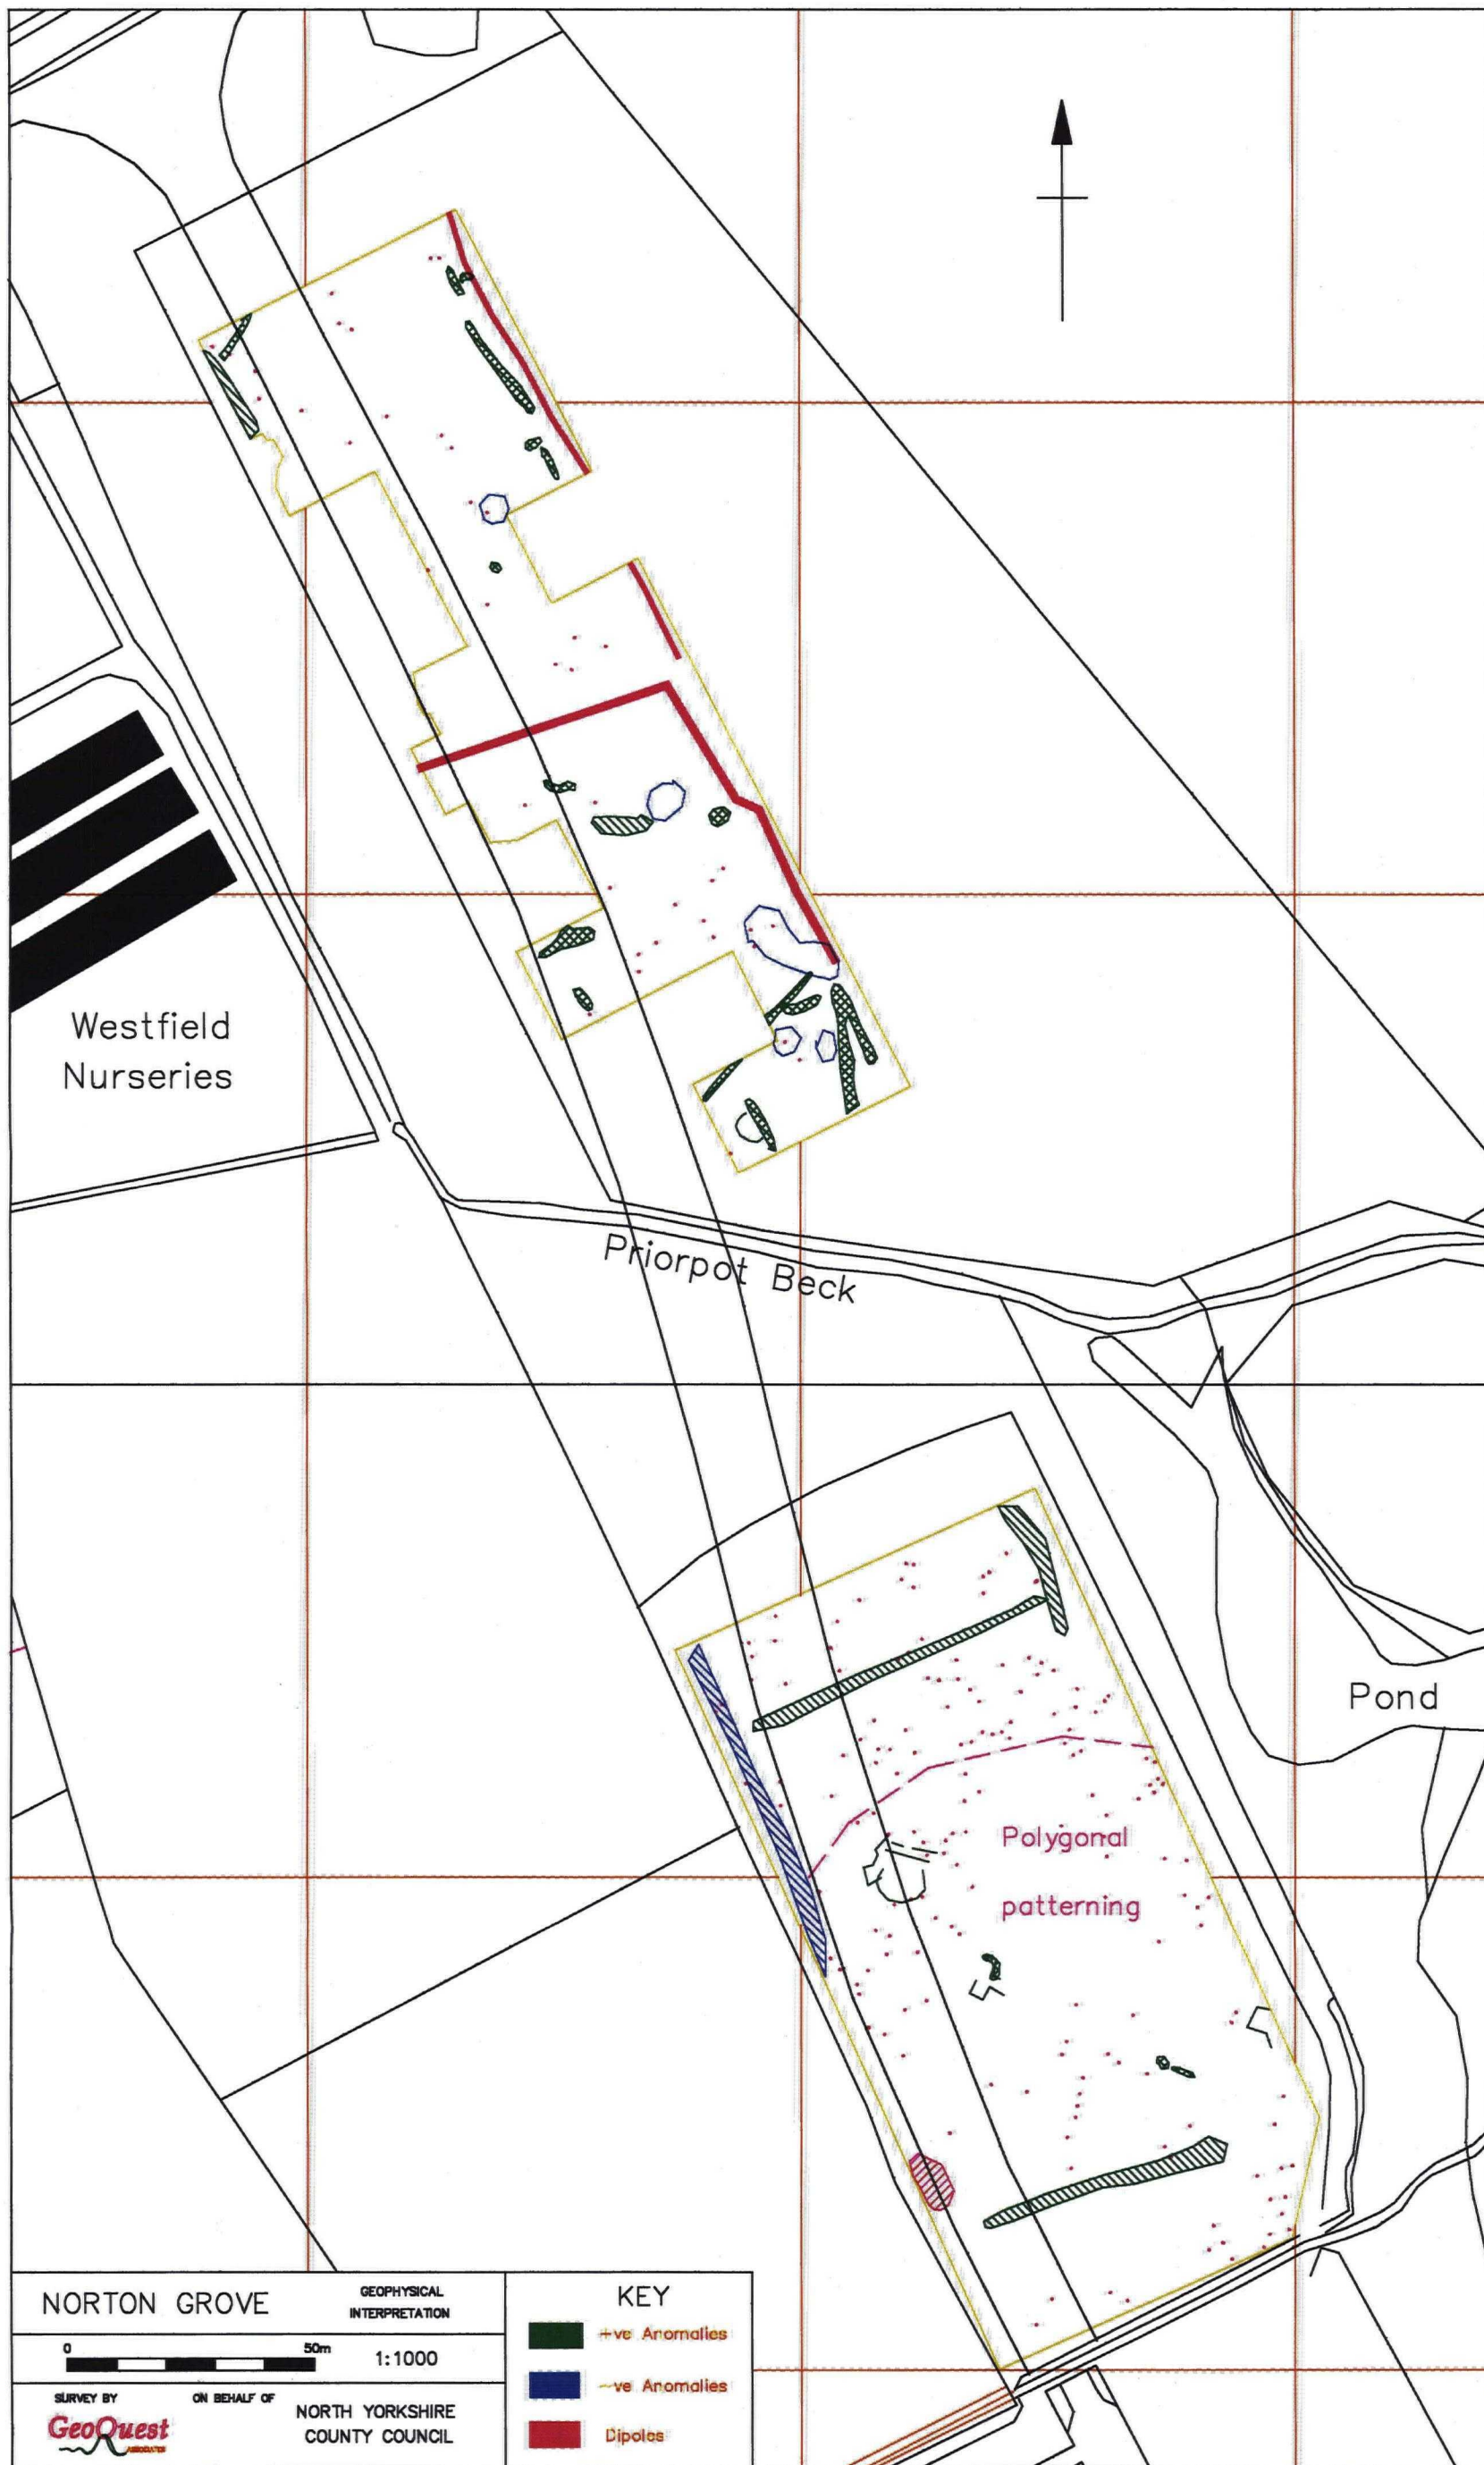 Westfield
Nurseries
Priorpot Beck
Pond
Polygonal
patterning
NORTON GROVE
GEOPHYSICAL
INTERPRETATION
0 50m
1:1000
SURVEY BY
ON BEHALF OF
GeoQuest
ASSOCIATES
NORTH YORKSHIRE
COUNTY COUNCIL
KEY
+ve Anomalies
-ve Anomalies
Dipoles